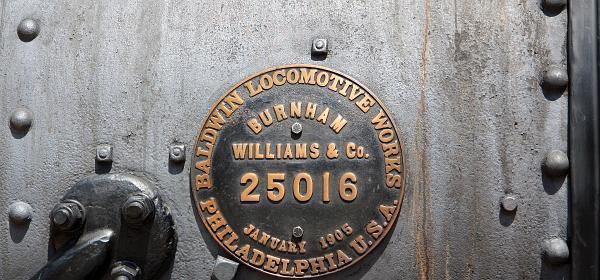 BALDWIN LOCOMOTIVE WORKS
BURNHAM
WILLIAMS & Co.
25016
JANUARY 1905
PHILADELPHIA U.S.A.